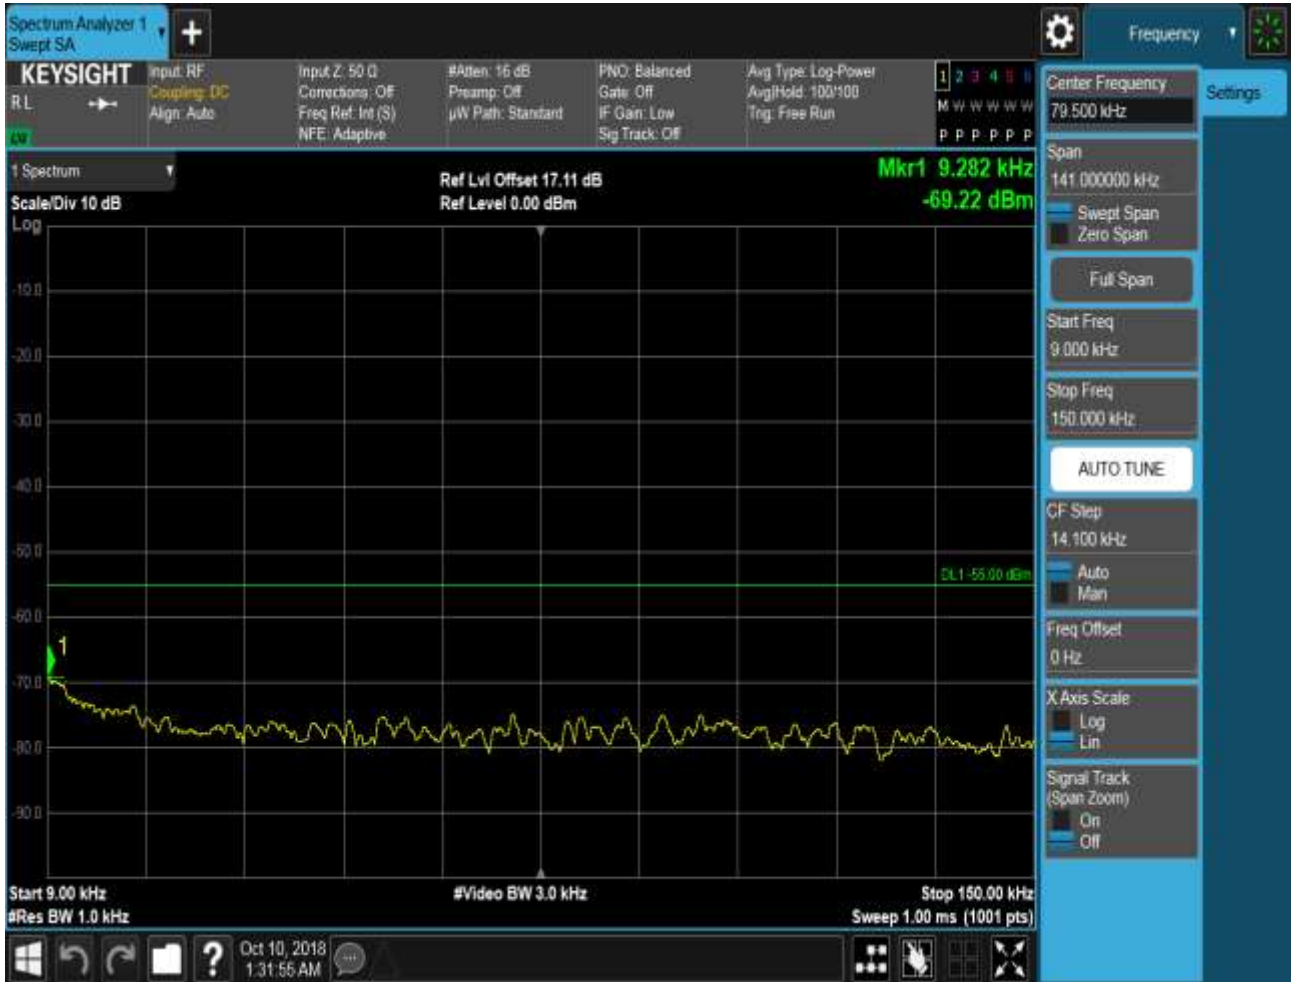 Spectrum Analyzer 1
Swept SA
+
Frequency
KEYSIGHT
R L
LW
Input: RF
Coupling: DC
Align: Auto
Input Z: 50 Ω
Corrections: Off
Freq Ref: Int (S)
NFE: Adaptive
#Atten: 16 dB
Preamp: Off
µW Path: Standard
PNO: Balanced
Gate: Off
IF Gain: Low
Sig Track: Off
Avg Type: Log-Power
Avg|Hold: 100/100
Trig: Free Run
1 2 3 4 5 6
M W W W W W
P P P P P P
1 Spectrum
Scale/Div 10 dB
Log
Ref Lvl Offset 17.11 dB
Ref Level 0.00 dBm
Mkr1 9.282 kHz
-69.22 dBm
-10.0
-20.0
-30.0
-40.0
-50.0
DL1 -55.00 dBm
-60.0
1
-70.0
-80.0
-90.0
Start 9.00 kHz
#Res BW 1.0 kHz
#Video BW 3.0 kHz
Stop 150.00 kHz
Sweep 1.00 ms (1001 pts)
Center Frequency
79.500 kHz
Settings
Span
141.000000 kHz
Swept Span
Zero Span
Full Span
Start Freq
9.000 kHz
Stop Freq
150.000 kHz
AUTO TUNE
CF Step
14.100 kHz
Auto
Man
Freq Offset
0 Hz
X Axis Scale
Log
Lin
Signal Track
(Span Zoom)
On
Off
?
Oct 10, 2018
1:31:55 AM